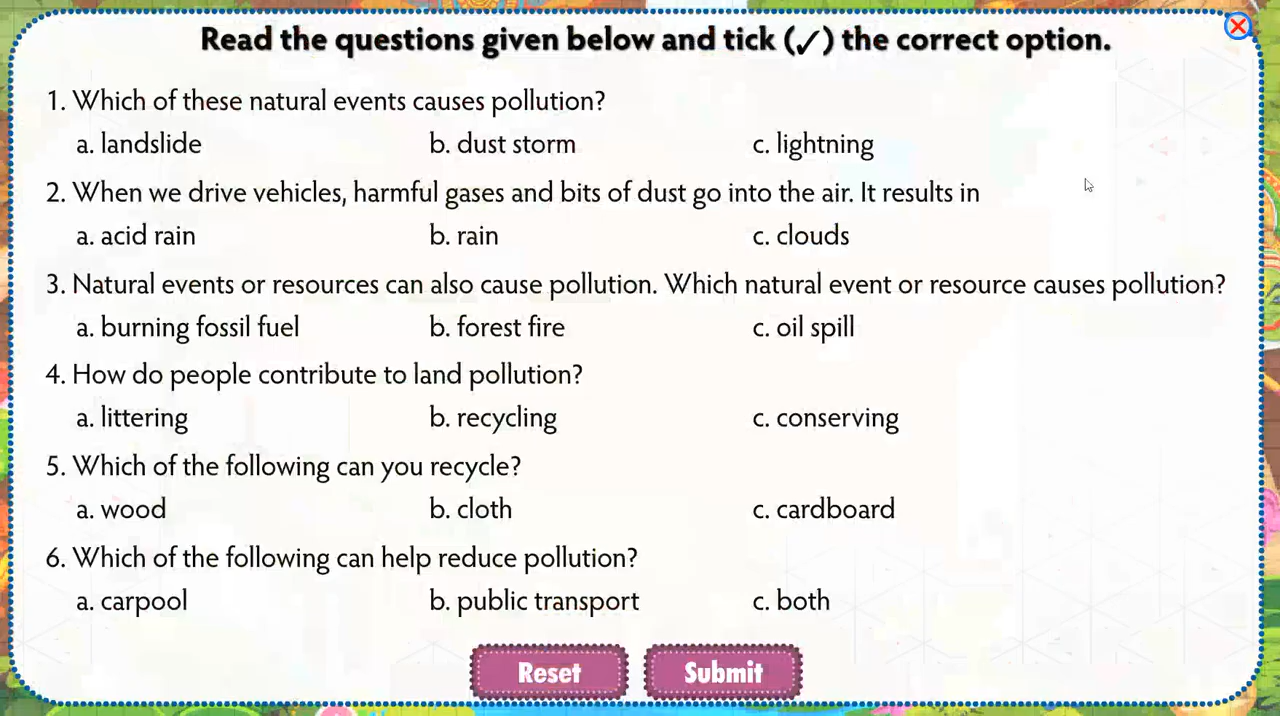 Read the questions given below and tick (✓) the correct option.
1. Which of these natural events causes pollution?
a. landslide b. dust storm c. lightning
2. When we drive vehicles, harmful gases and bits of dust go into the air. It results in
a. acid rain b. rain c. clouds
3. Natural events or resources can also cause pollution. Which natural event or resource causes pollution?
a. burning fossil fuel b. forest fire c. oil spill
4. How do people contribute to land pollution?
a. littering b. recycling c. conserving
5. Which of the following can you recycle?
a. wood b. cloth c. cardboard
6. Which of the following can help reduce pollution?
a. carpool b. public transport c. both
Reset Submit